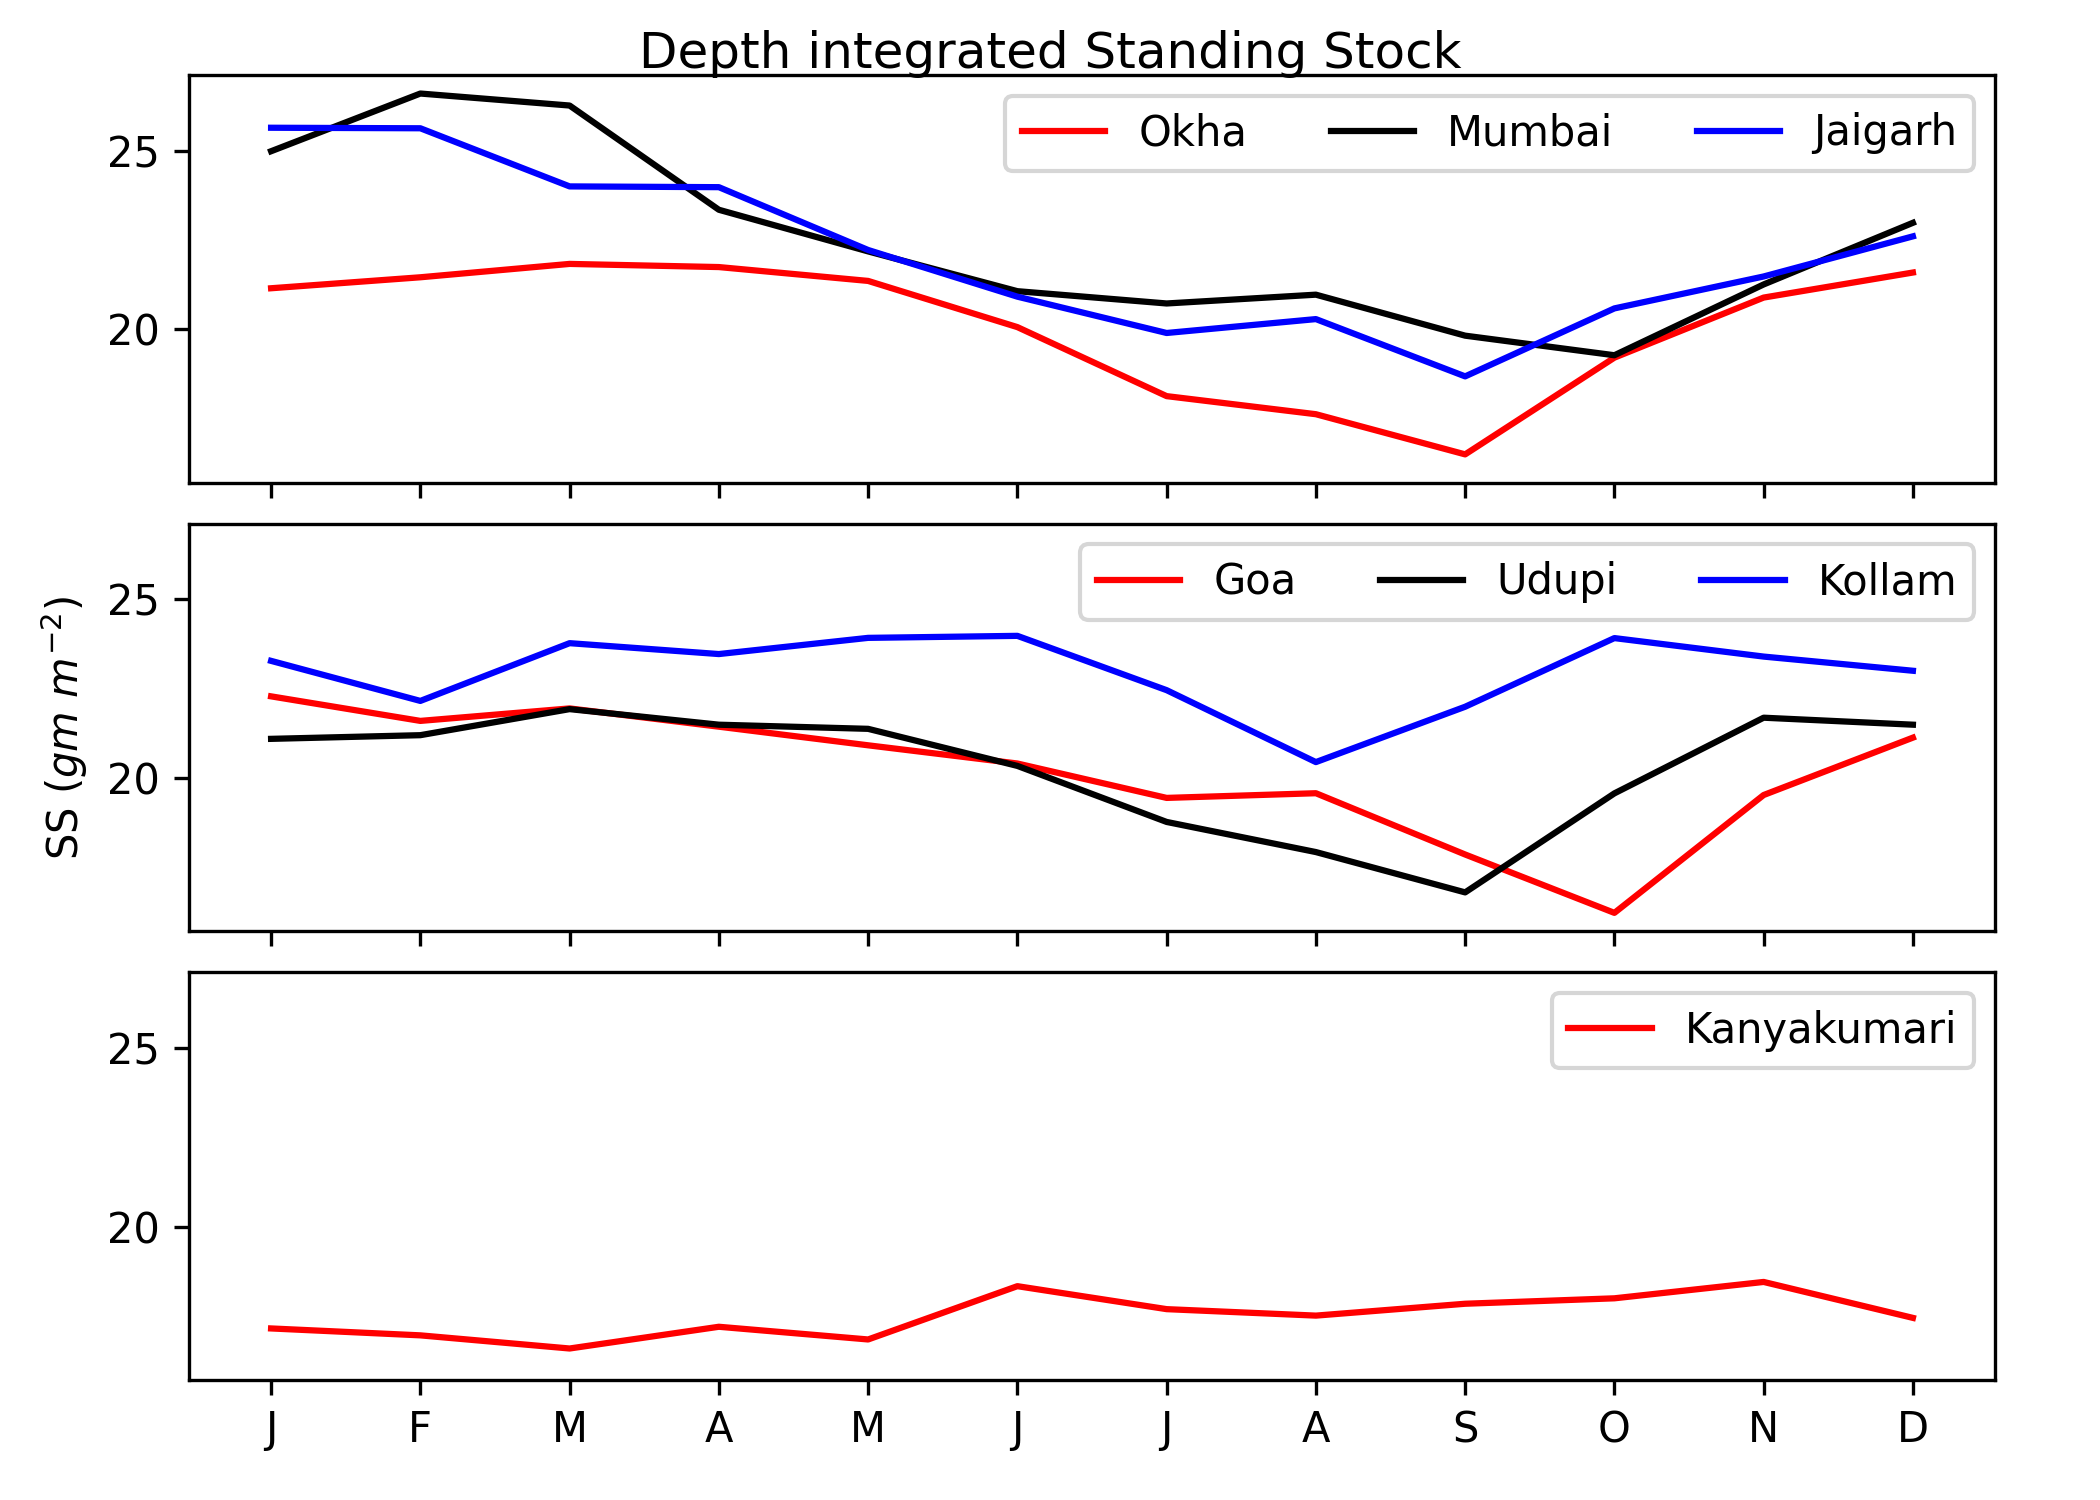 Depth integrated Standing Stock
Okha Mumbai Jaigarh
25
20
Goa Udupi Kollam
SS (gm m⁻²)
25
20
Kanyakumari
25
20
J F M A M J J A S O N D